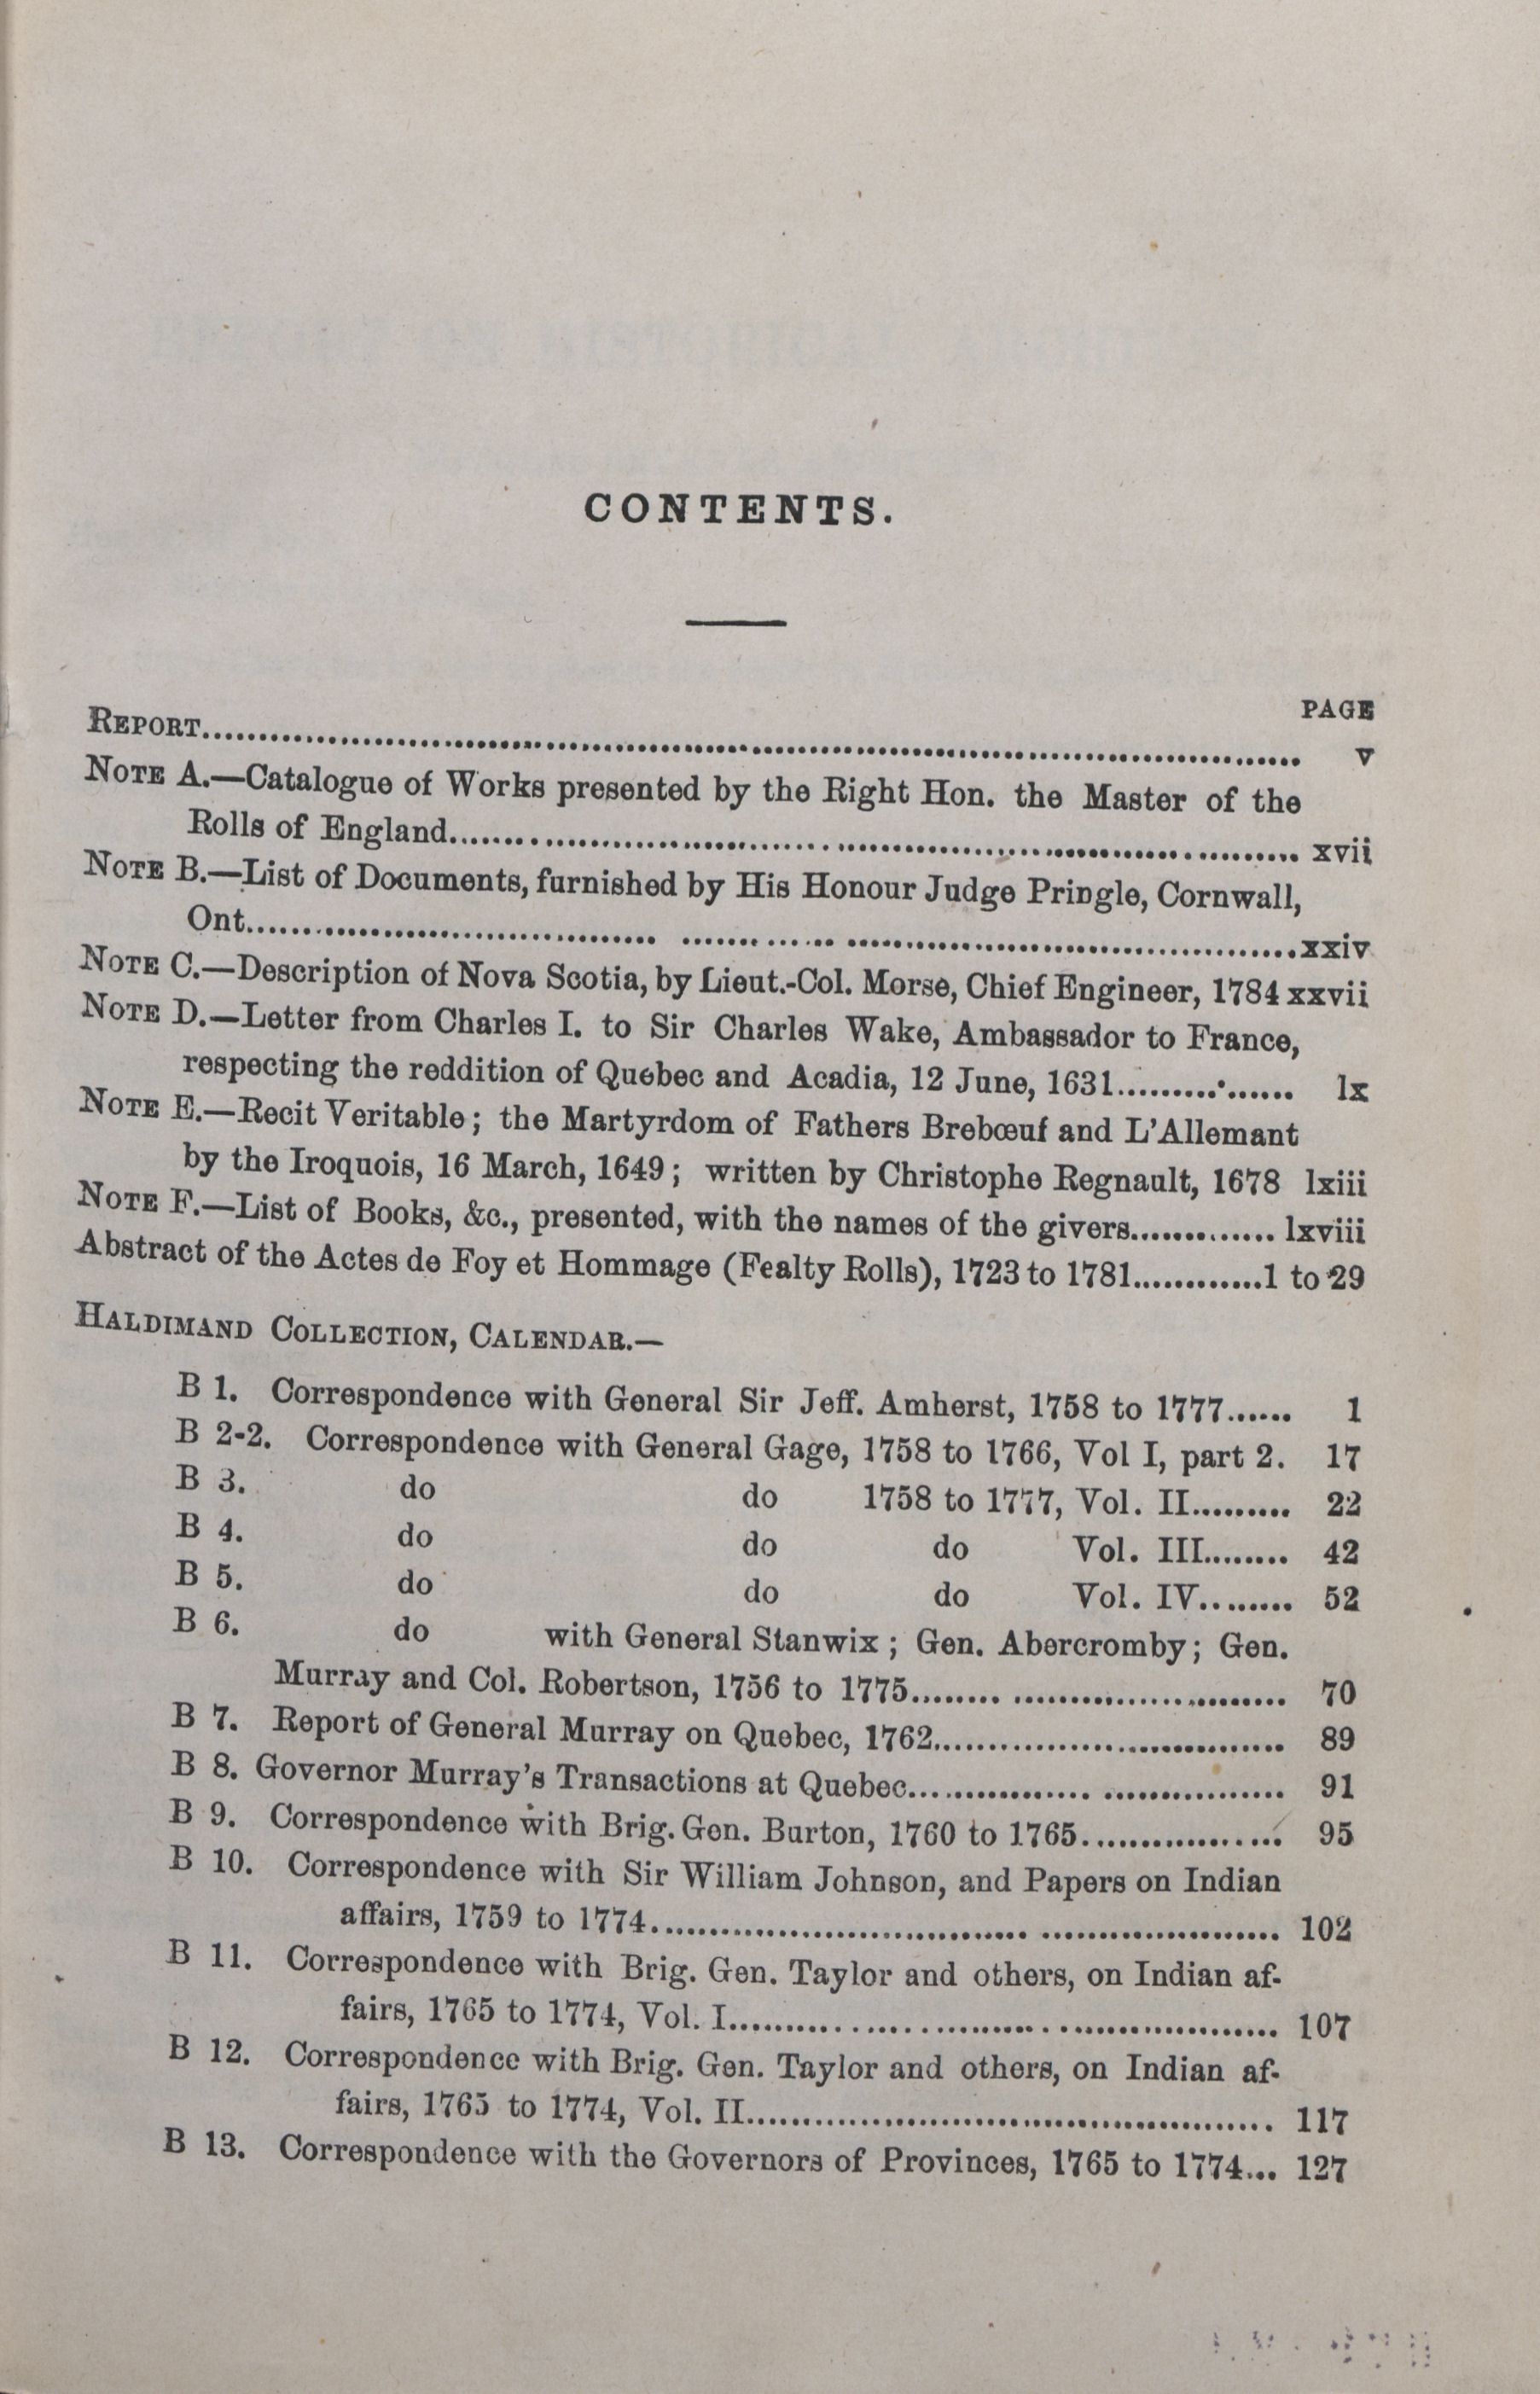 CONTENTS.
PAGE
REPORT........................................ V
NOTE A.—Catalogue of Works presented by the Right Hon. the Master of the
Rolls of England........................................ xvii
NOTE B.—List of Documents, furnished by His Honour Judge Pringle, Cornwall,
Ont........................................xxiv
NOTE C.—Description of Nova Scotia, by Lieut.-Col. Morse, Chief Engineer, 1784 xxvii
NOTE D.—Letter from Charles I. to Sir Charles Wake, Ambassador to France,
respecting the reddition of Quebec and Acadia, 12 June, 1631................ lx
NOTE E.—Recit Veritable; the Martyrdom of Fathers Brebœuf and L'Allemant
by the Iroquois, 16 March, 1649; written by Christophe Regnault, 1678 lxiii
NOTE F.—List of Books, &c., presented, with the names of the givers............. lxviii
Abstract of the Actes de Foy et Hommage (Fealty Rolls), 1723 to 1781............1 to 29
HALDIMAND COLLECTION, CALENDAR.—
B 1. Correspondence with General Sir Jeff. Amherst, 1758 to 1777...... 1
B 2-2. Correspondence with General Gage, 1758 to 1766, Vol I, part 2. 17
B 3. do do 1758 to 1777, Vol. II......... 22
B 4. do do do Vol. III........ 42
B 5. do do do Vol. IV......... 52
B 6. do with General Stanwix; Gen. Abercromby; Gen.
Murray and Col. Robertson, 1756 to 1775................................ 70
B 7. Report of General Murray on Quebec, 1762................................ 89
B 8. Governor Murray's Transactions at Quebec................................ 91
B 9. Correspondence with Brig. Gen. Burton, 1760 to 1765.................. 95
B 10. Correspondence with Sir William Johnson, and Papers on Indian
affairs, 1759 to 1774........................................ 102
B 11. Correspondence with Brig. Gen. Taylor and others, on Indian af-
fairs, 1765 to 1774, Vol. I........................................ 107
B 12. Correspondence with Brig. Gen. Taylor and others, on Indian af-
fairs, 1765 to 1774, Vol. II........................................ 117
B 13. Correspondence with the Governors of Provinces, 1765 to 1774... 127